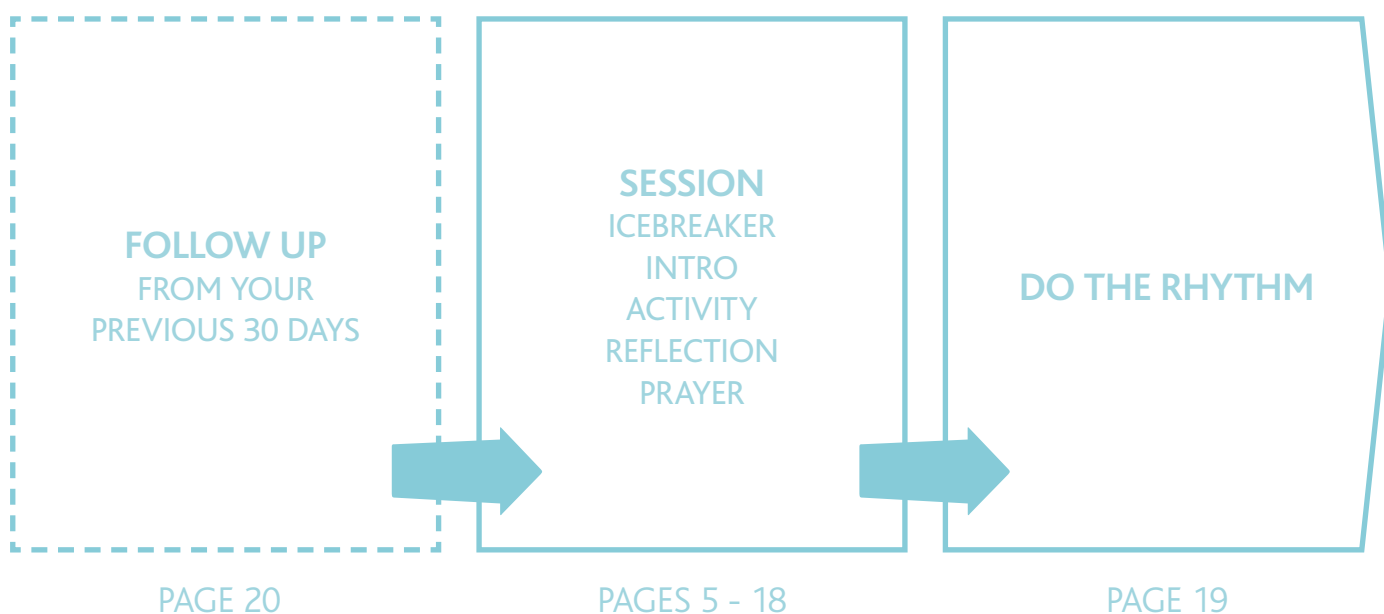 FOLLOW UP
FROM YOUR
PREVIOUS 30 DAYS
PAGE 20
SESSION
ICEBREAKER
INTRO
ACTIVITY
REFLECTION
PRAYER
PAGES 5 - 18
DO THE RHYTHM
PAGE 19